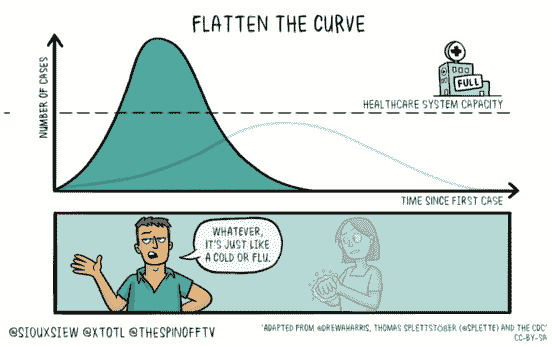 FLATTEN THE CURVE
NUMBER OF CASES
FULL
HEALTHCARE SYSTEM CAPACITY
TIME SINCE FIRST CASE
WHATEVER,
IT'S JUST LIKE
A COLD OR FLU.
@SIOUXSIEW @XTOTL @THESPINOFFTV
'ADAPTED FROM @DREWAHARRIS, THOMAS SPLETTSTÖßER (@SPLETTE) AND THE CDC'
CC-BY-SA